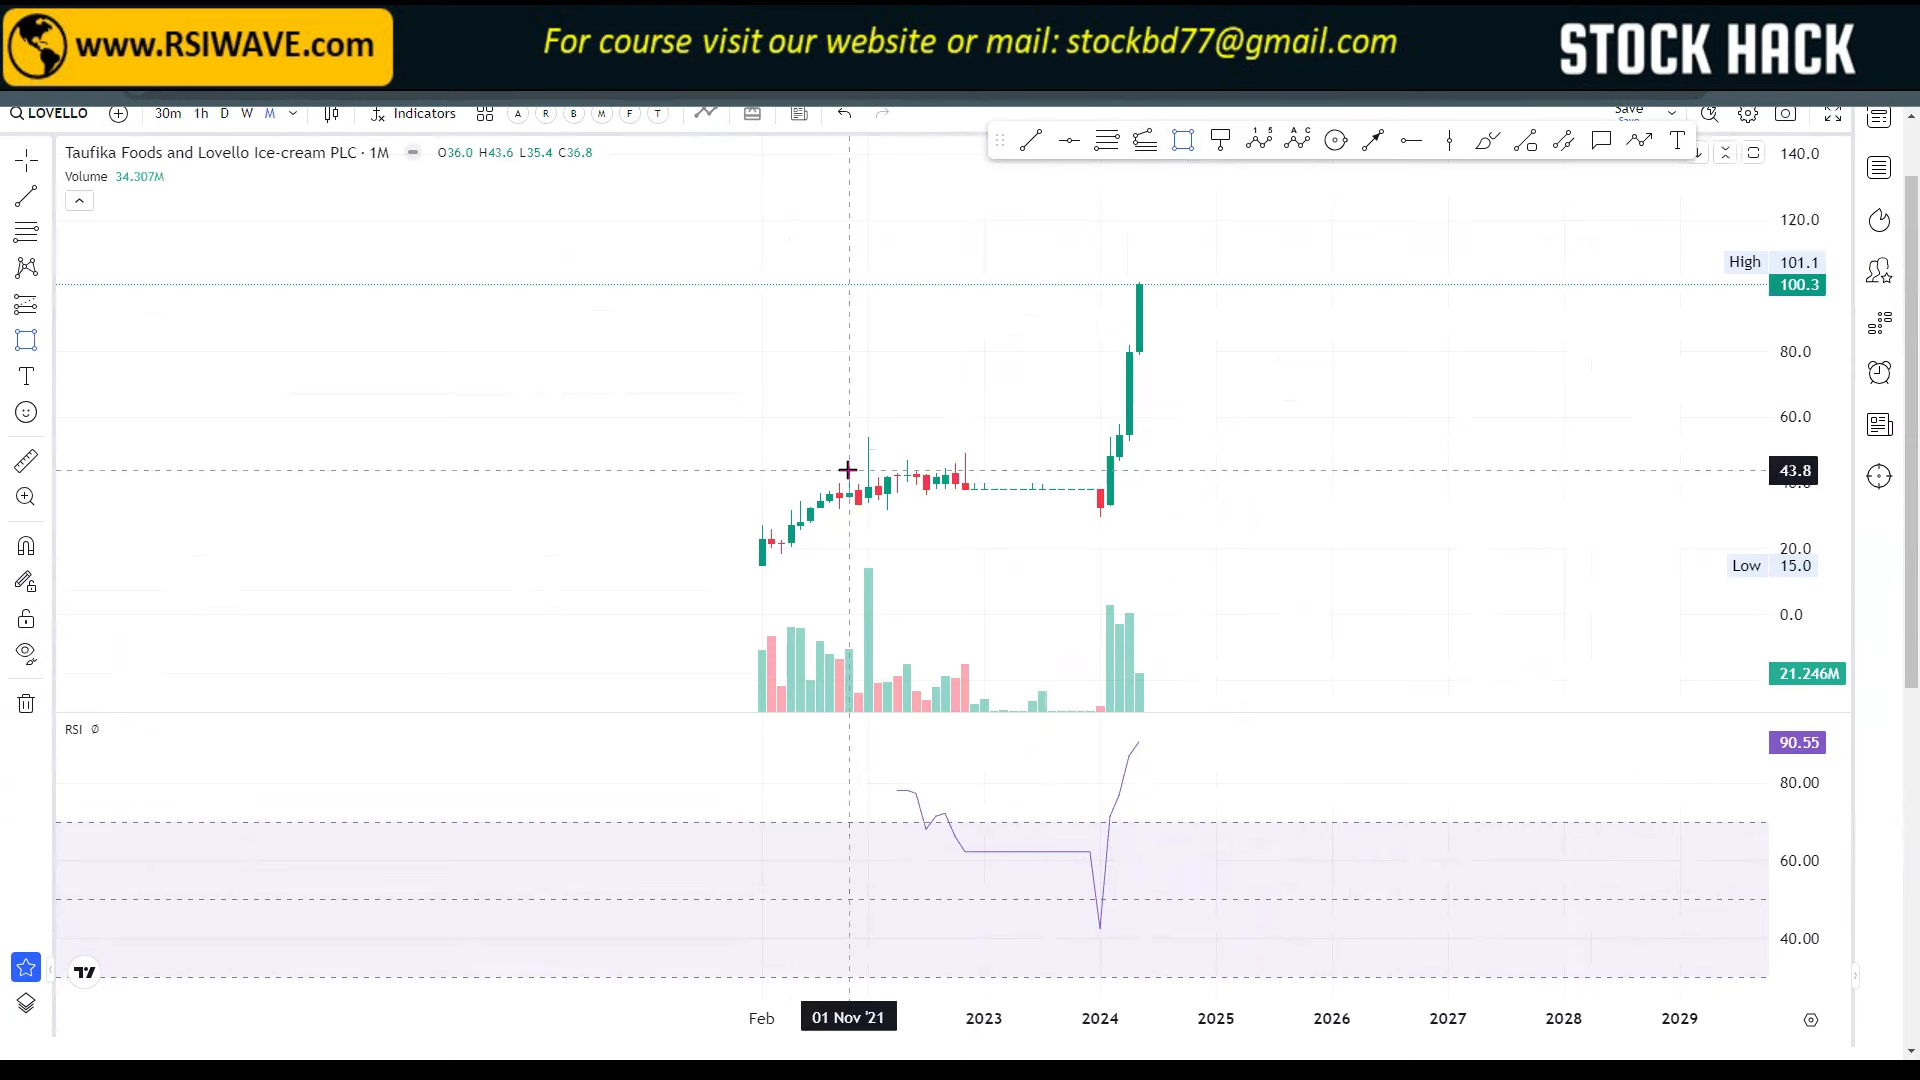 www.RSIWAVE.com
For course visit our website or mail: stockbd77@gmail.com
STOCK HACK
LOVELLO
30m 1h D W M
Indicators
A R B M F T
Save
Save
Taufika Foods and Lovello Ice-cream PLC · 1M
O36.0 H43.6 L35.4 C36.8
Volume 34.307M
140.0
120.0
High 101.1
100.3
80.0
60.0
43.8
20.0
Low 15.0
0.0
21.246M
RSI Ø
90.55
80.00
60.00
40.00
Feb
01 Nov '21
2023
2024
2025
2026
2027
2028
2029